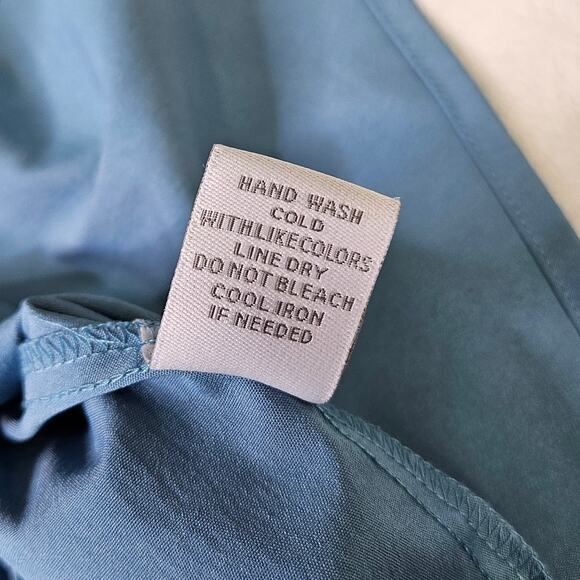 HAND WASH
COLD
WITHLIKECOLORS
LINE DRY
DO NOT BLEACH
COOL IRON
IF NEEDED